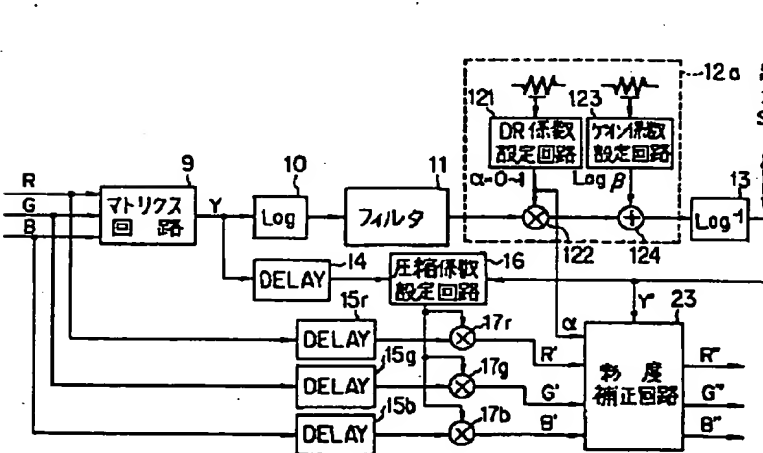 12a
121
123
DR係数
設定回路
ゲイン係数
設定回路
α=0~1
Log β
9
10
11
13
R
G
B
マトリクス
回 路
Y
Log
フィルタ
122
124
Log⁻¹
14
DELAY
16
圧縮係数
設定回路
15r
DELAY
17r
R'
α
Y"
23
彩 度
補正回路
R"
15g
DELAY
17g
G'
G"
15b
DELAY
17b
B'
B"